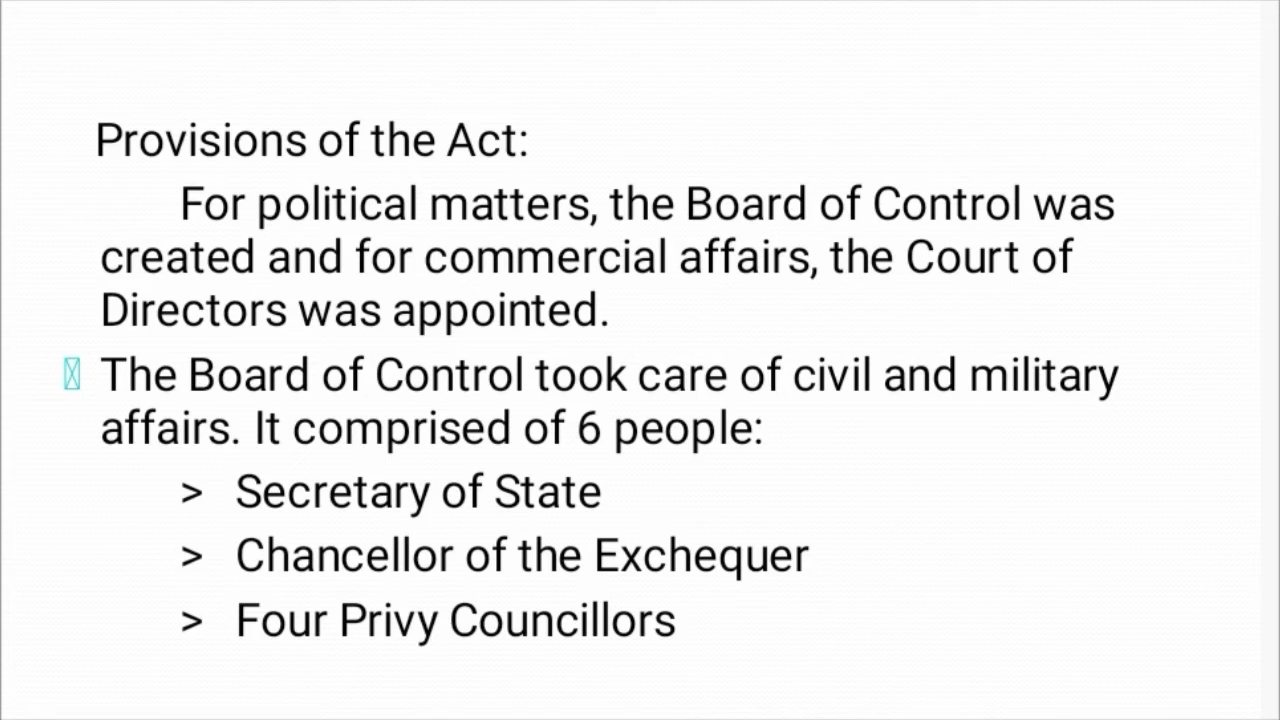 Provisions of the Act:
For political matters, the Board of Control was
created and for commercial affairs, the Court of
Directors was appointed.
The Board of Control took care of civil and military
affairs. It comprised of 6 people:
> Secretary of State
> Chancellor of the Exchequer
> Four Privy Councillors